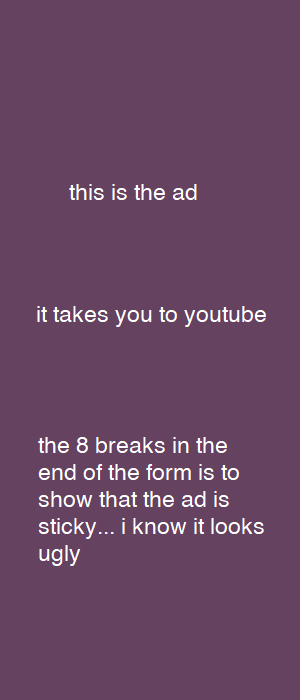 this is the ad
it takes you to youtube
the 8 breaks in the
end of the form is to
show that the ad is
sticky... i know it looks
ugly